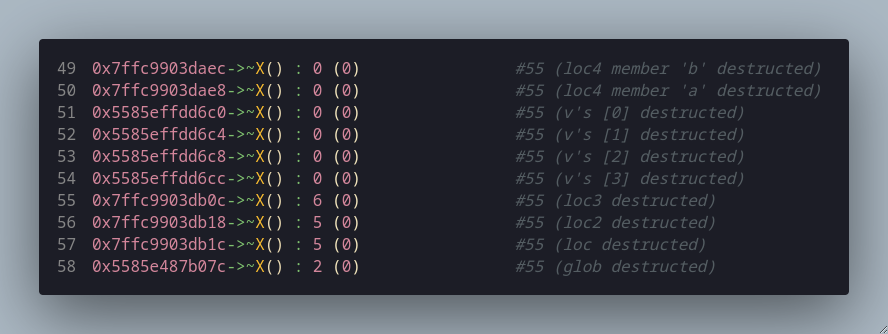 49 0x7ffc9903daec->~X() : 0 (0) #55 (loc4 member 'b' destructed)
50 0x7ffc9903dae8->~X() : 0 (0) #55 (loc4 member 'a' destructed)
51 0x5585effdd6c0->~X() : 0 (0) #55 (v's [0] destructed)
52 0x5585effdd6c4->~X() : 0 (0) #55 (v's [1] destructed)
53 0x5585effdd6c8->~X() : 0 (0) #55 (v's [2] destructed)
54 0x5585effdd6cc->~X() : 0 (0) #55 (v's [3] destructed)
55 0x7ffc9903db0c->~X() : 6 (0) #55 (loc3 destructed)
56 0x7ffc9903db18->~X() : 5 (0) #55 (loc2 destructed)
57 0x7ffc9903db1c->~X() : 5 (0) #55 (loc destructed)
58 0x5585e487b07c->~X() : 2 (0) #55 (glob destructed)